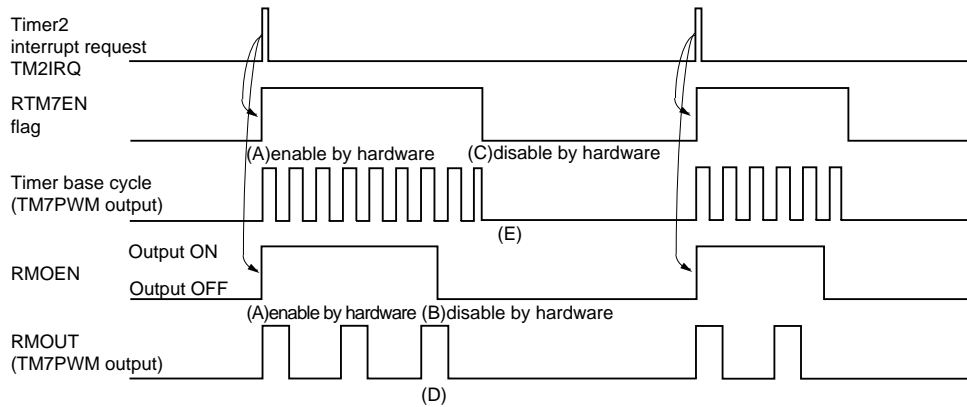 Timer2
interrupt request
TM2IRQ
RTM7EN
flag
(A)enable by hardware
(C)disable by hardware
Timer base cycle
(TM7PWM output)
(E)
Output ON
RMOEN
Output OFF
(A)enable by hardware
(B)disable by hardware
RMOUT
(TM7PWM output)
(D)